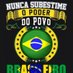 NUNCA SUBESTIME
O PODER
DO POVO
BRASILEIRO